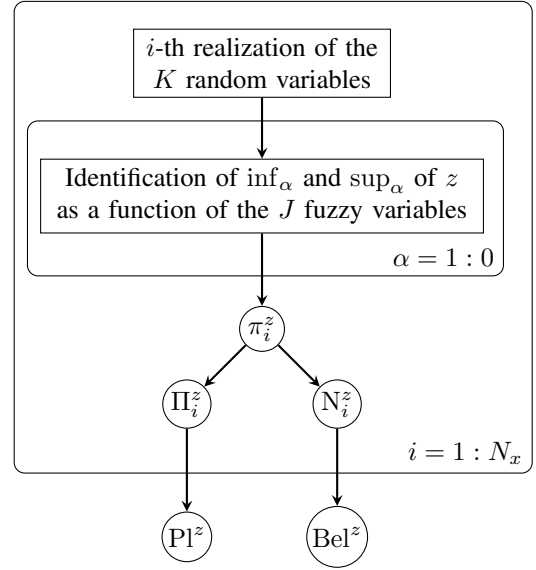 i-th realization of the
K random variables
Identification of inf_α and sup_α of z
as a function of the J fuzzy variables
α = 1 : 0
π_i^z
Π_i^z N_i^z
i = 1 : N_x
Pl^z Bel^z